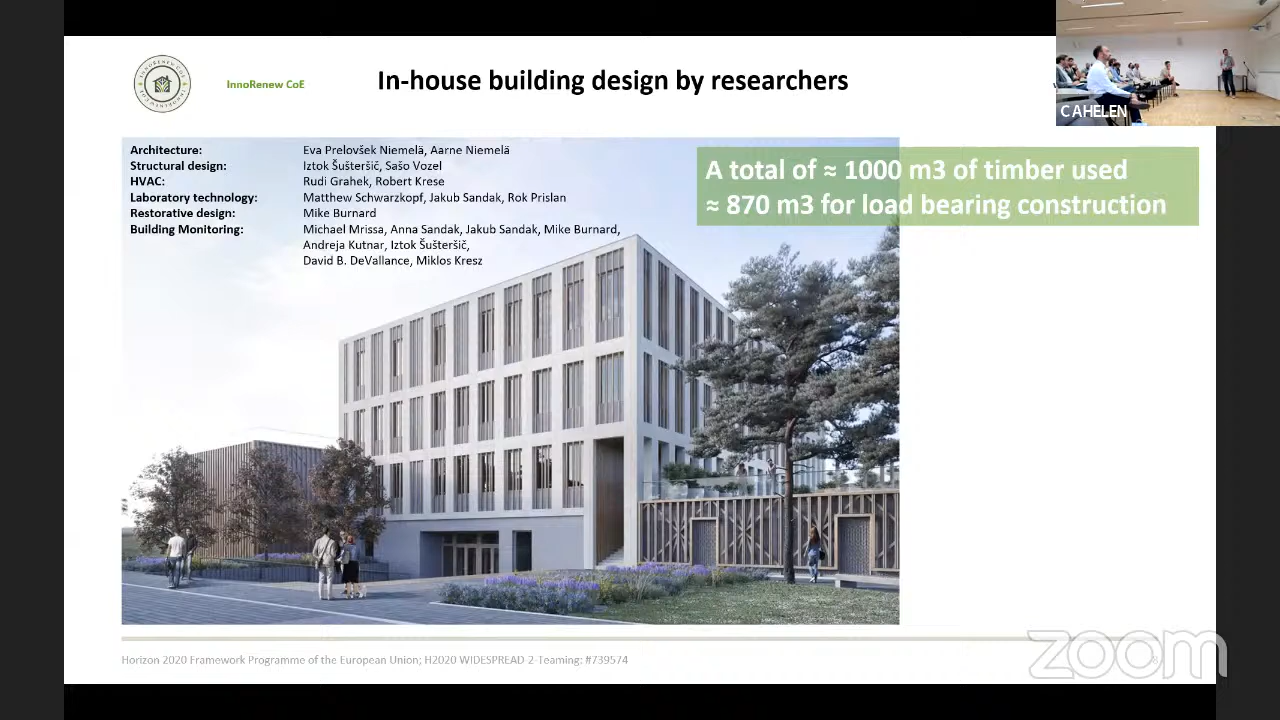 InnoRenew CoE
In-house building design by researchers
C AHELEN
Architecture: Eva Prelovšek Niemelä, Aarne Niemelä
Structural design: Iztok Šušteršič, Sašo Vozel
HVAC: Rudi Grahek, Robert Krese
Laboratory technology: Matthew Schwarzkopf, Jakub Sandak, Rok Prislan
Restorative design: Mike Burnard
Building Monitoring: Michael Mrissa, Anna Sandak, Jakub Sandak, Mike Burnard,
Andreja Kutnar, Iztok Šušteršič,
David B. DeVallance, Miklos Kresz
A total of ≈ 1000 m3 of timber used
≈ 870 m3 for load bearing construction
Horizon 2020 Framework Programme of the European Union; H2020 WIDESPREAD 2-Teaming: #739574
zoom